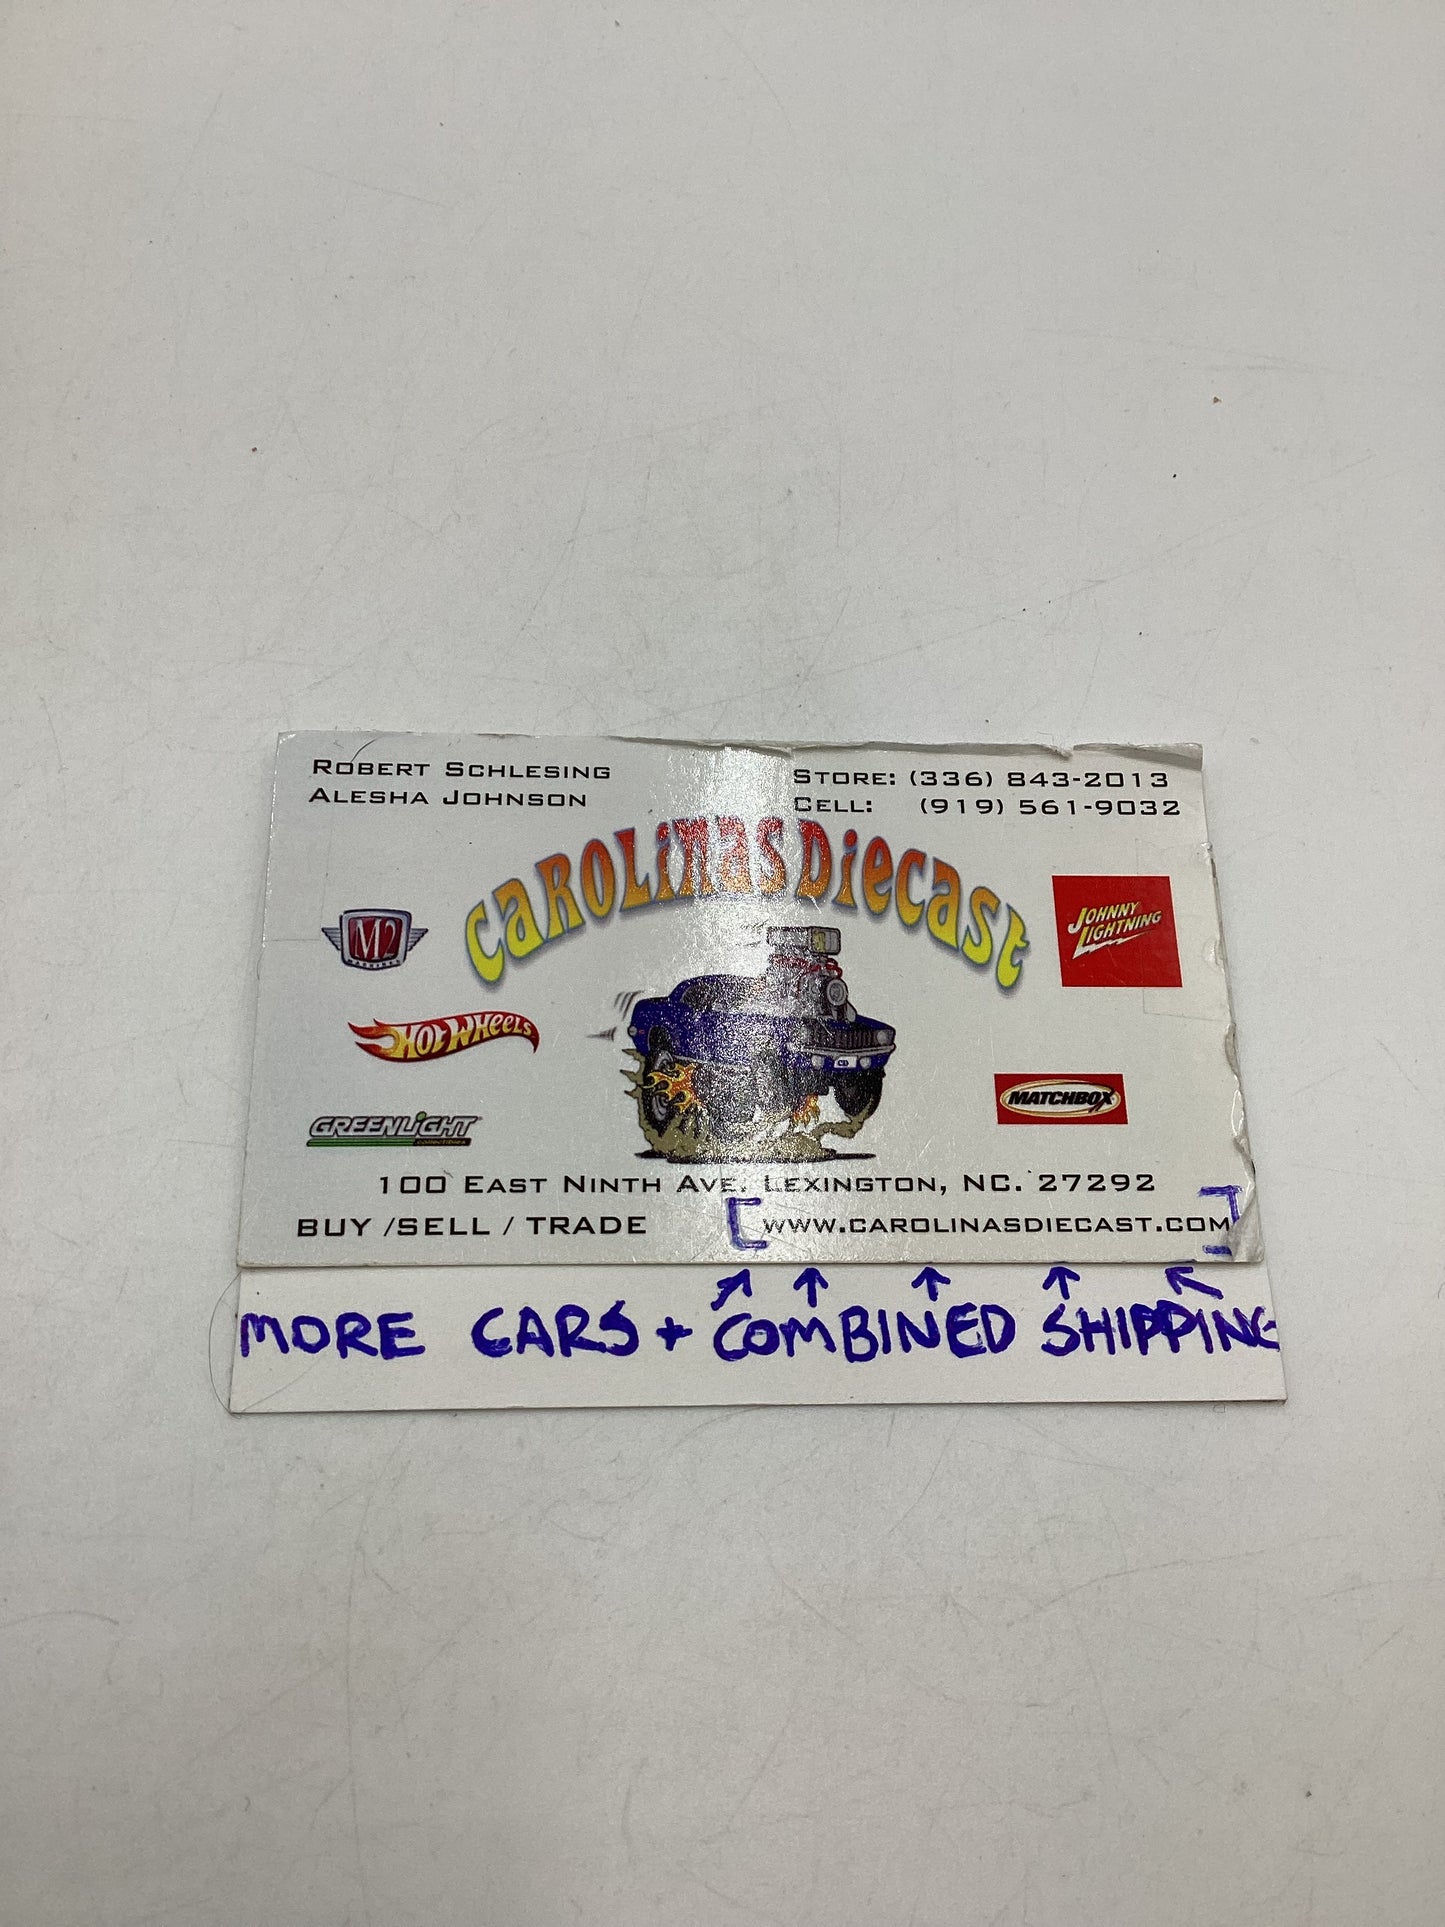 ROBERT SCHLESING
ALESHA JOHNSON
STORE: (336) 843-2013
CELL: (919) 561-9032
CAROLINAS DIECAST
M2
MACHINES
JOHNNY
LIGHTNING
HOT WHEELS
MATCHBOX
GREENLIGHT
collectibles
100 EAST NINTH AVE. LEXINGTON, NC. 27292
BUY /SELL / TRADE [WWW.CAROLINASDIECAST.COM]
MORE CARS + COMBINED SHIPPING